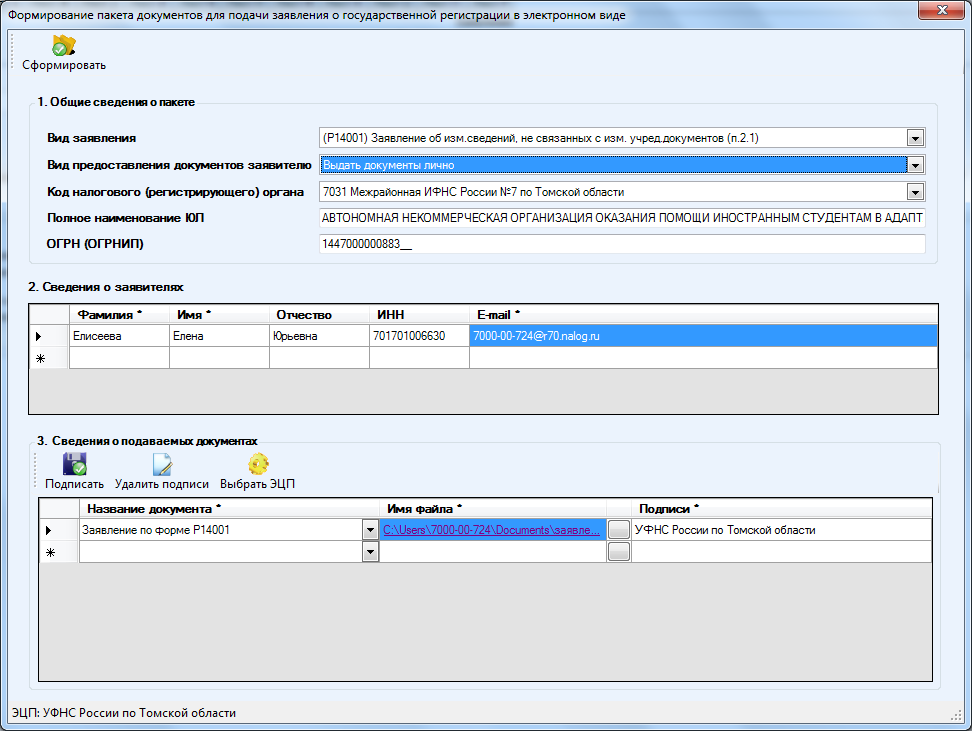 Формирование пакета документов для подачи заявления о государственной регистрации в электронном виде
Сформировать
1. Общие сведения о пакете
Вид заявления
(Р14001) Заявление об изм.сведений, не связанных с изм. учред.документов (п.2.1)
Вид предоставления документов заявителю
Выдать документы лично
Код налогового (регистрирующего) органа
7031 Межрайонная ИФНС России №7 по Томской области
Полное наименование ЮЛ
АВТОНОМНАЯ НЕКОММЕРЧЕСКАЯ ОРГАНИЗАЦИЯ ОКАЗАНИЯ ПОМОЩИ ИНОСТРАННЫМ СТУДЕНТАМ В АДАПТ
ОГРН (ОГРНИП)
1447000000883__
2. Сведения о заявителях
Фамилия * Имя * Отчество ИНН E-mail *
Елисеева Елена Юрьевна 701701006630 7000-00-724@r70.nalog.ru
3. Сведения о подаваемых документах
Подписать Удалить подписи Выбрать ЭЦП
Название документа * Имя файла * Подписи *
Заявление по форме Р14001 C:\Users\7000-00-724\Documents\заявле... УФНС России по Томской области
ЭЦП: УФНС России по Томской области